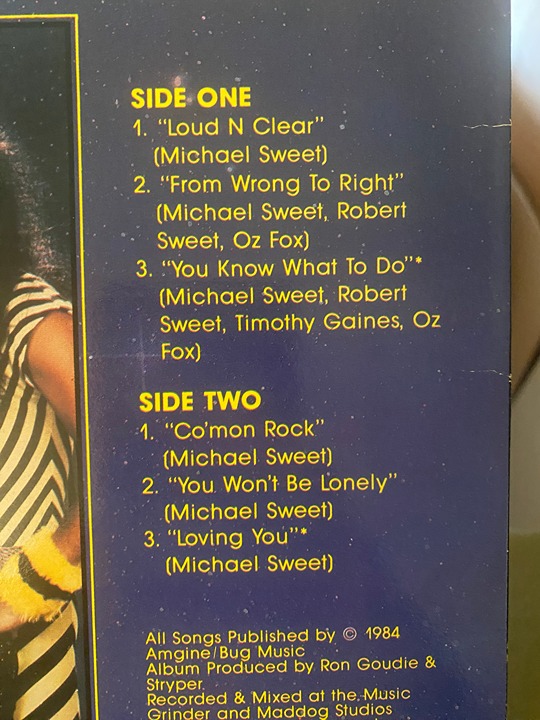 SIDE ONE
1. "Loud N Clear"
(Michael Sweet)
2. "From Wrong To Right"
(Michael Sweet, Robert
Sweet, Oz Fox)
3. "You Know What To Do"*
(Michael Sweet, Robert
Sweet, Timothy Gaines, Oz
Fox)
SIDE TWO
1. "Co'mon Rock"
(Michael Sweet)
2. "You Won't Be Lonely"
(Michael Sweet)
3. "Loving You"*
(Michael Sweet)
All Songs Published by © 1984
Amgine/Bug Music
Album Produced by Ron Goudie &
Stryper.
Recorded & Mixed at the Music
Grinder and Maddog Studios